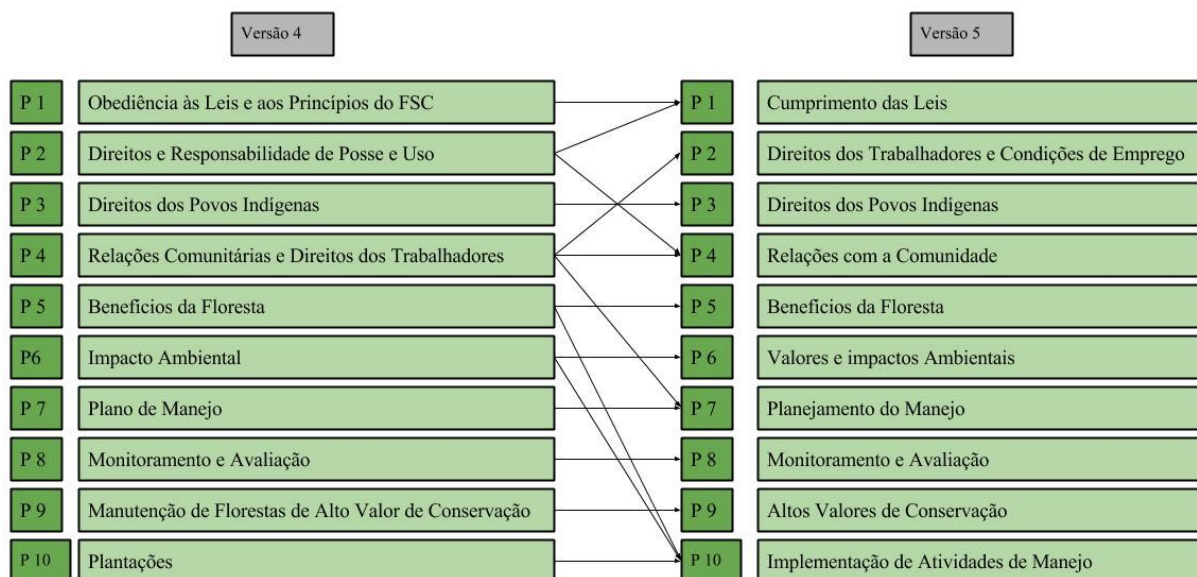 Versão 4 Versão 5
P 1 Obediência às Leis e aos Princípios do FSC P 1 Cumprimento das Leis
P 2 Direitos e Responsabilidade de Posse e Uso P 2 Direitos dos Trabalhadores e Condições de Emprego
P 3 Direitos dos Povos Indígenas P 3 Direitos dos Povos Indígenas
P 4 Relações Comunitárias e Direitos dos Trabalhadores P 4 Relações com a Comunidade
P 5 Benefícios da Floresta P 5 Benefícios da Floresta
P6 Impacto Ambiental P 6 Valores e impactos Ambientais
P 7 Plano de Manejo P 7 Planejamento do Manejo
P 8 Monitoramento e Avaliação P 8 Monitoramento e Avaliação
P 9 Manutenção de Florestas de Alto Valor de Conservação P 9 Altos Valores de Conservação
P 10 Plantações P 10 Implementação de Atividades de Manejo